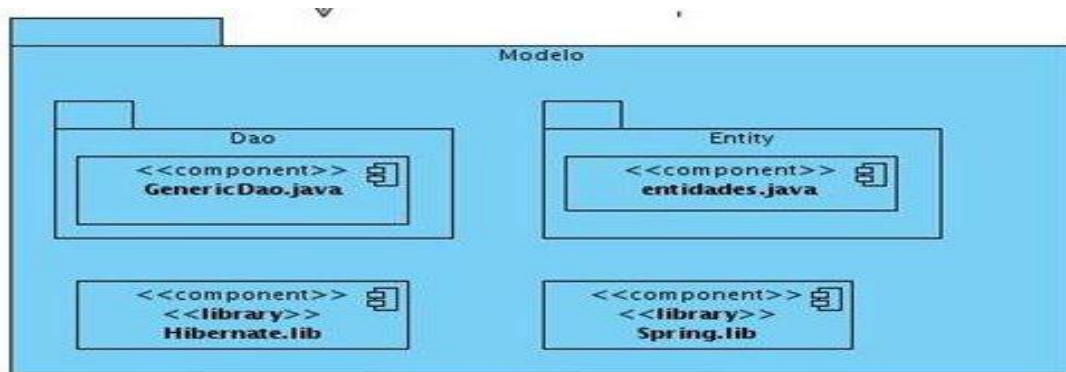 Modelo
Dao
<<component>>
GenericDao.java
Entity
<<component>>
entidades.java
<<component>>
<<library>>
Hibernate.lib
<<component>>
<<library>>
Spring.lib